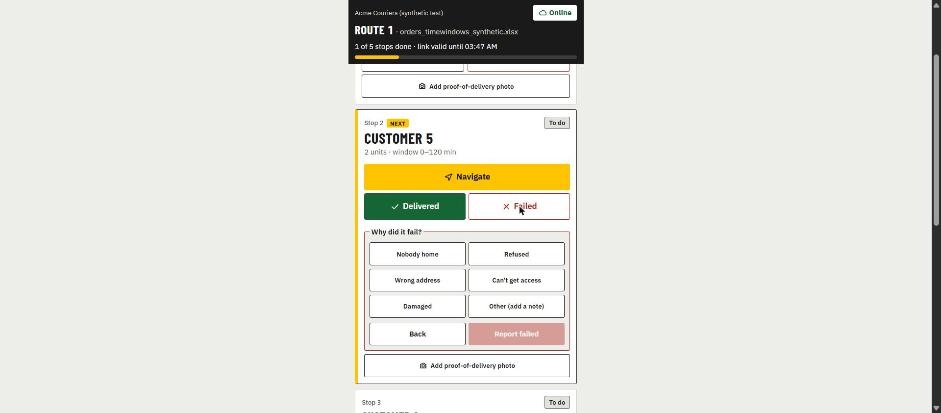 Acme Couriers (synthetic test)
Online
ROUTE 1 · orders_timewindows_synthetic.xlsx
1 of 5 stops done · link valid until 03:47 AM
Add proof-of-delivery photo
Stop 2 NEXT
To do
CUSTOMER 5
2 units · window 0–120 min
Navigate
Delivered
Failed
Why did it fail?
Nobody home
Refused
Wrong address
Can't get access
Damaged
Other (add a note)
Back
Report failed
Add proof-of-delivery photo
Stop 3
To do